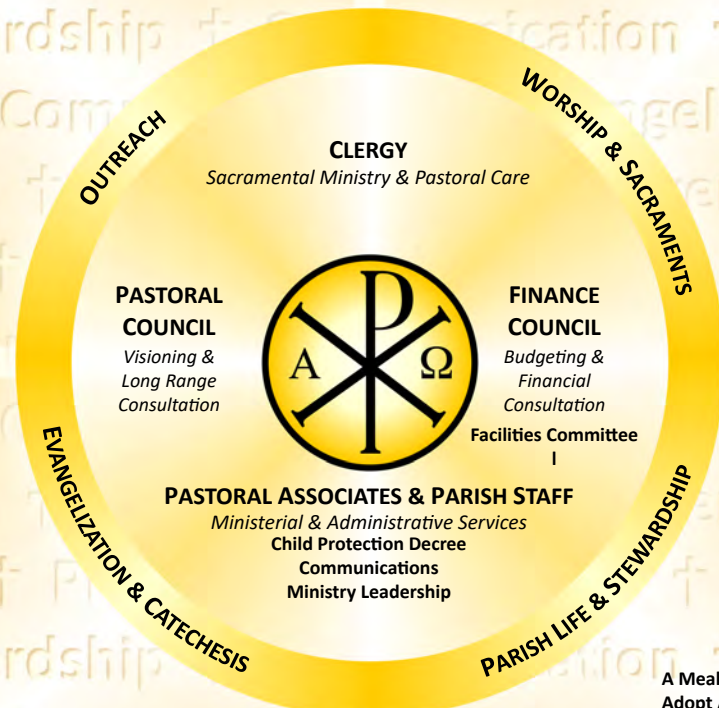 OUTREACH
WORSHIP & SACRAMENTS
CLERGY
Sacramental Ministry & Pastoral Care
PASTORAL
COUNCIL
Visioning &
Long Range
Consultation
Α
Ω
FINANCE
COUNCIL
Budgeting &
Financial
Consultation
Facilities Committee
I
PASTORAL ASSOCIATES & PARISH STAFF
Ministerial & Administrative Services
Child Protection Decree
Communications
Ministry Leadership
EVANGELIZATION & CATECHESIS
PARISH LIFE & STEWARDSHIP
A Meal
Adopt